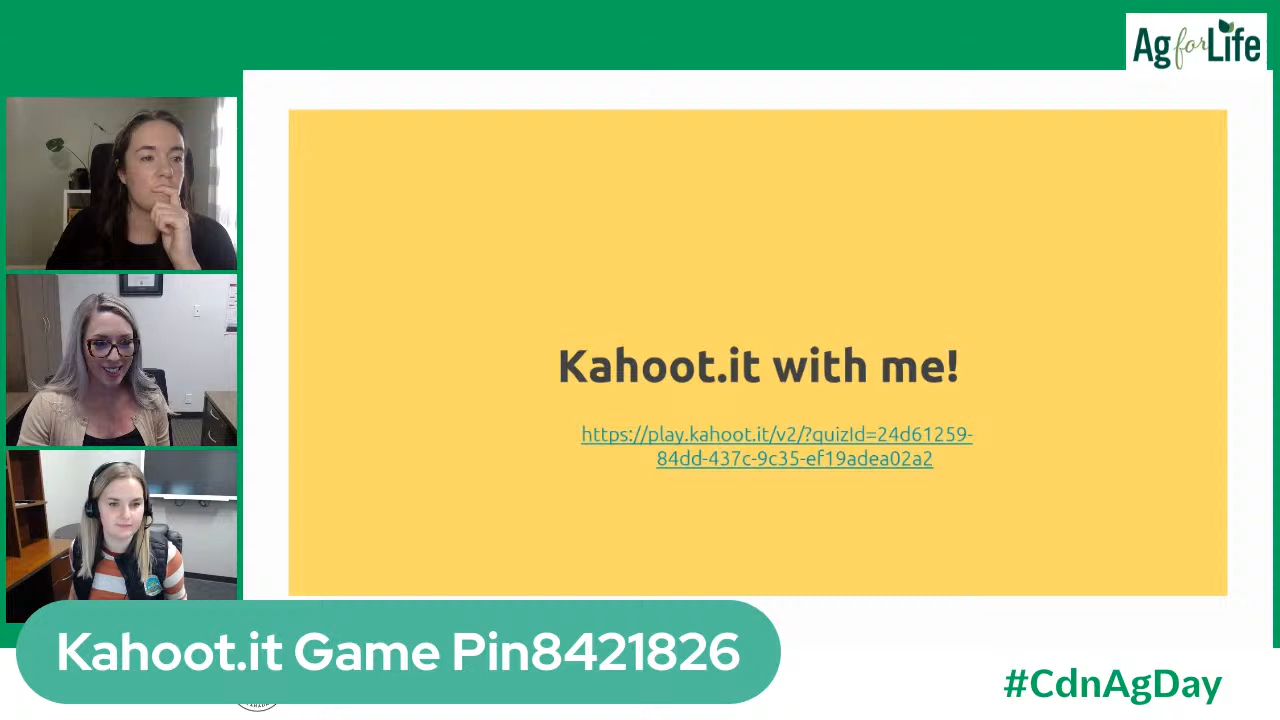 Ag for Life
Kahoot.it with me!
https://play.kahoot.it/v2/?quizId=24d61259-
84dd-437c-9c35-ef19adea02a2
Kahoot.it Game Pin8421826
#CdnAgDay